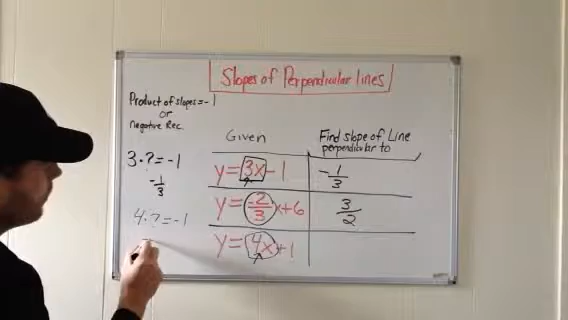 Slopes of Perpendicular lines
Product of slopes = -1
or
negative Rec.
3·? = -1
-1/3
4·? = -1
Given
Find slope of Line
perpendicular to
y = 3x - 1
-1/3
y = -2/3 x + 6
3/2
y = 4x + 1